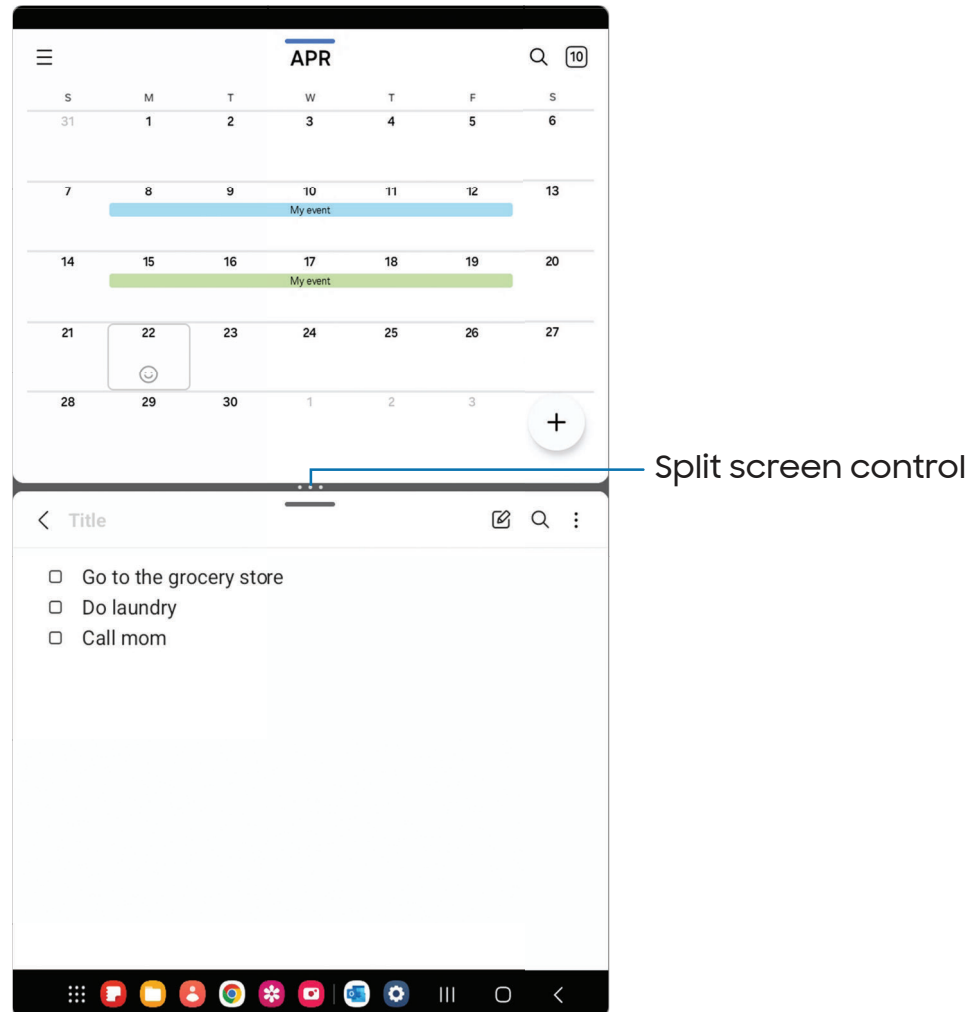 APR
10
S M T W T F S
31 1 2 3 4 5 6
7 8 9 10 11 12 13
My event
14 15 16 17 18 19 20
My event
21 22 23 24 25 26 27
28 29 30 1 2 3
Split screen control
Title
Go to the grocery store
Do laundry
Call mom